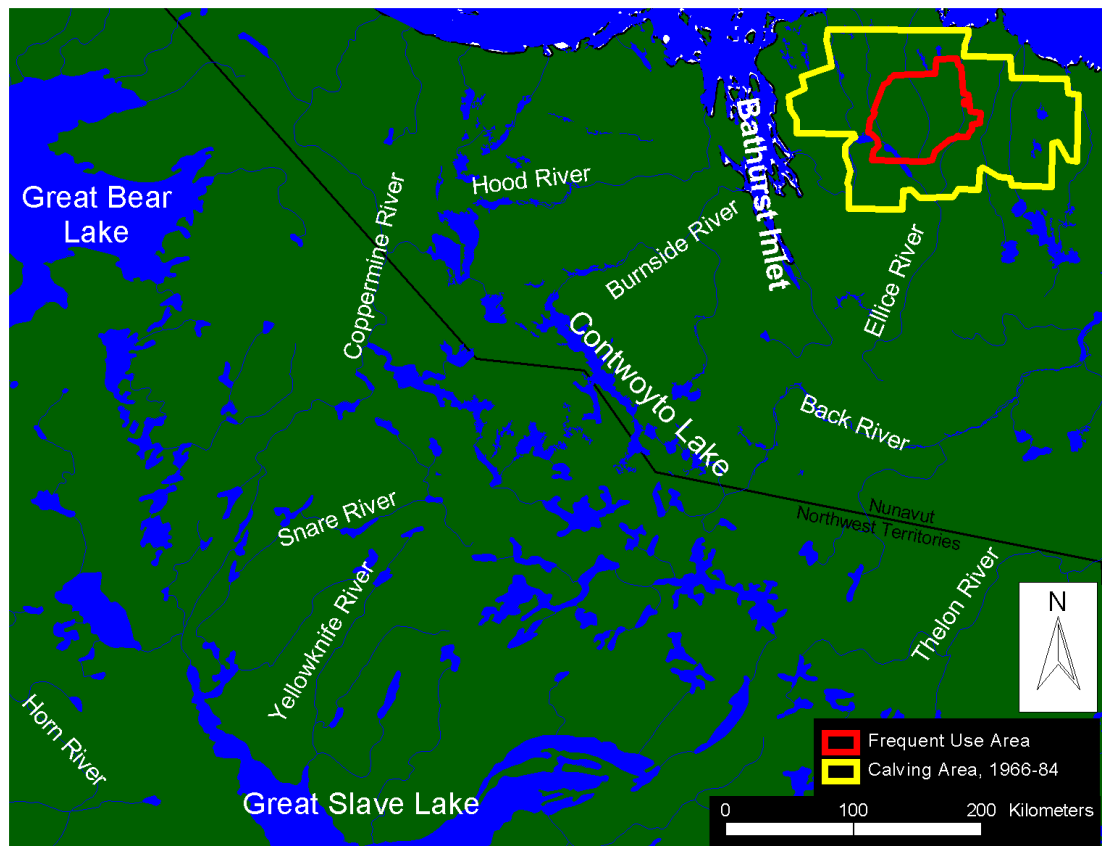 Great Bear
Lake
Coppermine River
Hood River
Bathurst Inlet
Burnside River
Ellice River
Contwoyto Lake
Back River
Snare River
Nunavut
Northwest Territories
Yellowknife River
Thelon River
N
Horn River
Great Slave Lake
Frequent Use Area
Calving Area, 1966-84
0 100 200 Kilometers